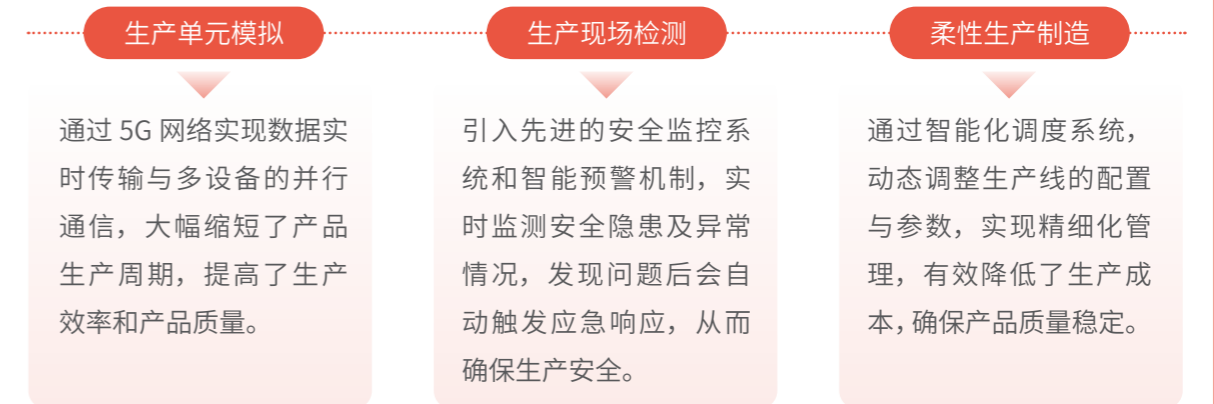 生产单元模拟
通过 5G 网络实现数据实
时传输与多设备的并行
通信，大幅缩短了产品
生产周期，提高了生产
效率和产品质量。
生产现场检测
引入先进的安全监控系
统和智能预警机制，实
时监测安全隐患及异常
情况，发现问题后会自
动触发应急响应，从而
确保生产安全。
柔性生产制造
通过智能化调度系统，
动态调整生产线的配置
与参数，实现精细化管
理，有效降低了生产成
本，确保产品质量稳定。